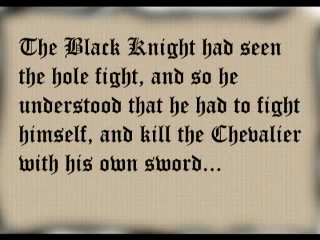 The Black Knight had seen
the hole fight, and so he
understood that he had to fight
himself, and kill the Chevalier
with his own sword...